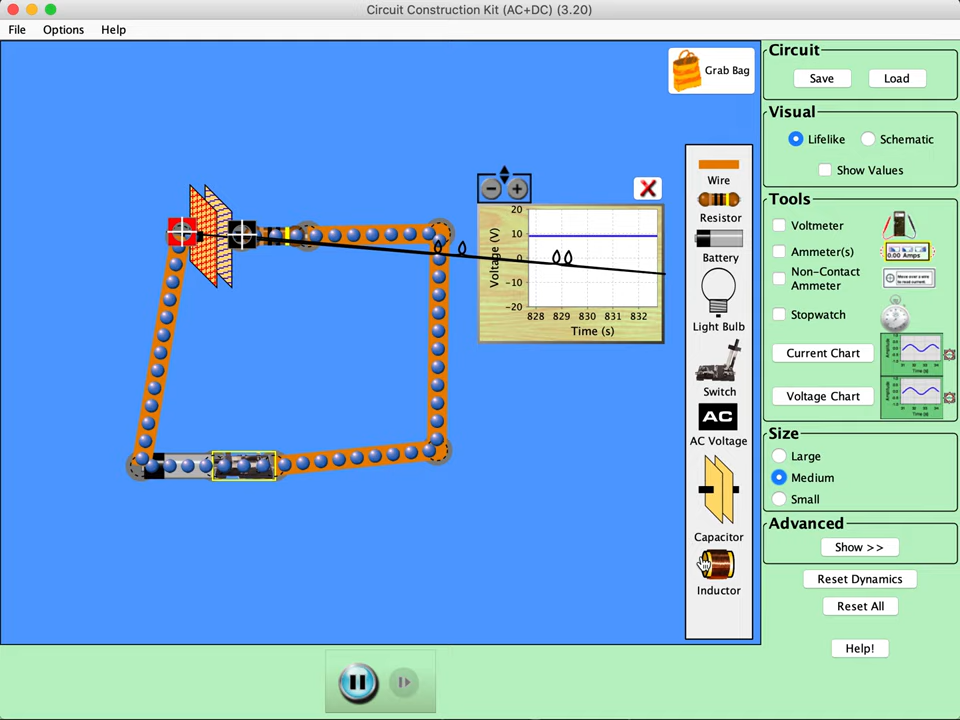 Circuit Construction Kit (AC+DC) (3.20)
File Options Help
Grab Bag
Wire
Resistor
Battery
Light Bulb
Switch
AC
AC Voltage
Capacitor
Inductor
Voltage (V)
20
10
0
-10
-20
828 829 830 831 832
Time (s)
Circuit
Save Load
Visual
Lifelike Schematic
Show Values
Tools
Voltmeter
Ammeter(s)
0.00 Amps
Non-Contact
Ammeter
Stopwatch
Current Chart
Voltage Chart
Size
Large
Medium
Small
Advanced
Show >>
Reset Dynamics
Reset All
Help!